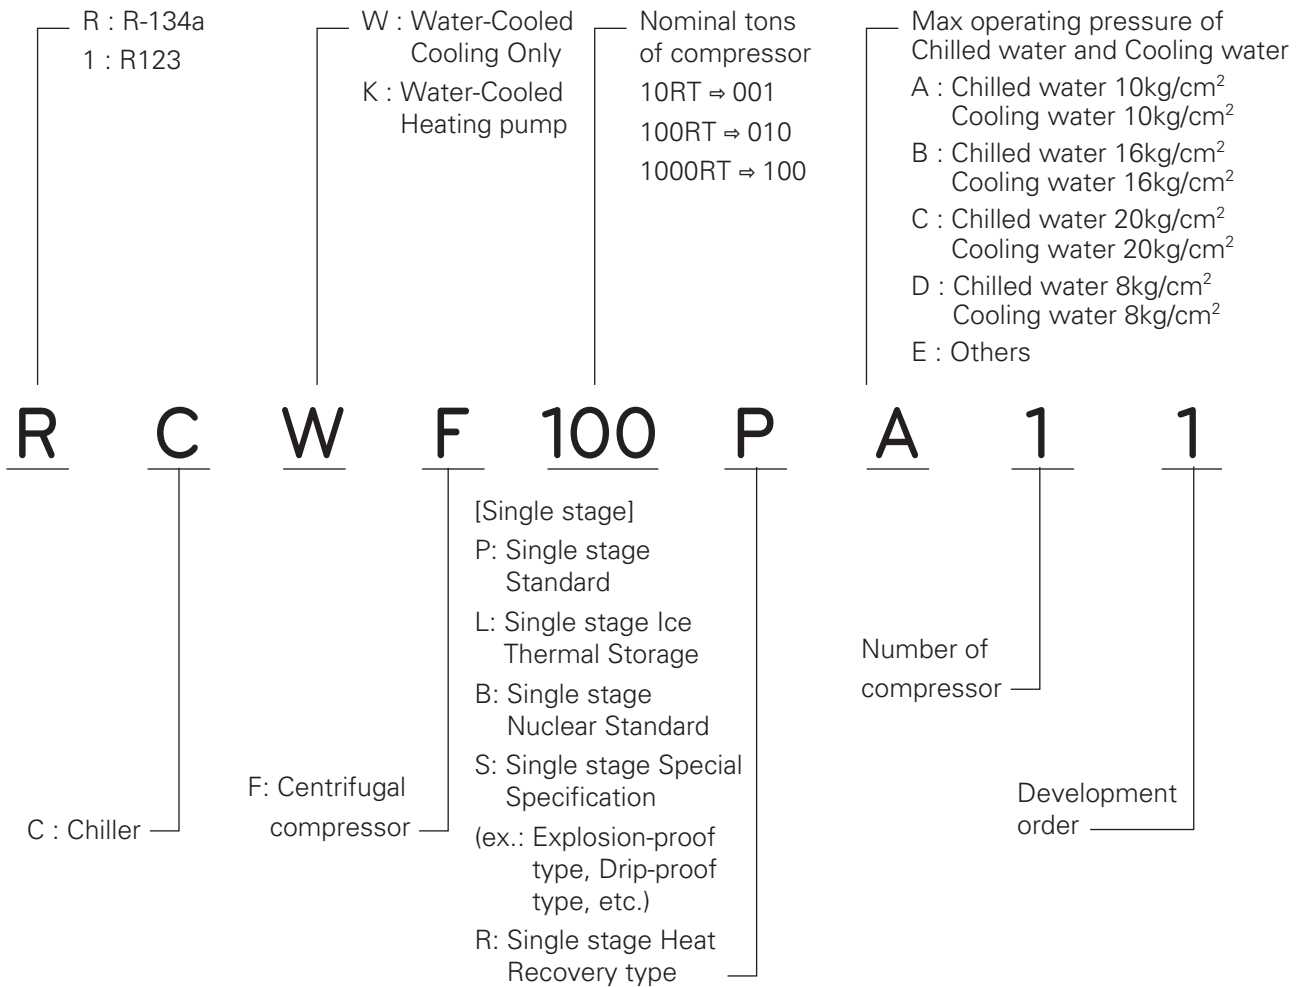 R : R-134a
1 : R123
W : Water-Cooled
Cooling Only
K : Water-Cooled
Heating pump
Nominal tons
of compressor
10RT ⇨ 001
100RT ⇨ 010
1000RT ⇨ 100
Max operating pressure of
Chilled water and Cooling water
A : Chilled water 10kg/cm²
Cooling water 10kg/cm²
B : Chilled water 16kg/cm²
Cooling water 16kg/cm²
C : Chilled water 20kg/cm²
Cooling water 20kg/cm²
D : Chilled water 8kg/cm²
Cooling water 8kg/cm²
E : Others
R C W F 100 P A 1 1
C : Chiller
F: Centrifugal
compressor
[Single stage]
P: Single stage
Standard
L: Single stage Ice
Thermal Storage
B: Single stage
Nuclear Standard
S: Single stage Special
Specification
(ex.: Explosion-proof
type, Drip-proof
type, etc.)
R: Single stage Heat
Recovery type
Number of
compressor
Development
order